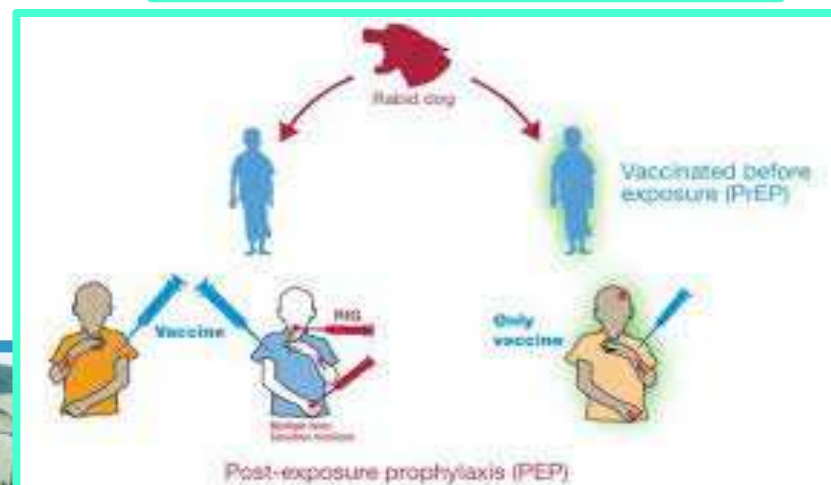 Rabid dog
Vaccinated before
exposure (PrEP)
Vaccine
RIG
Only
vaccine
Post-exposure prophylaxis (PEP)